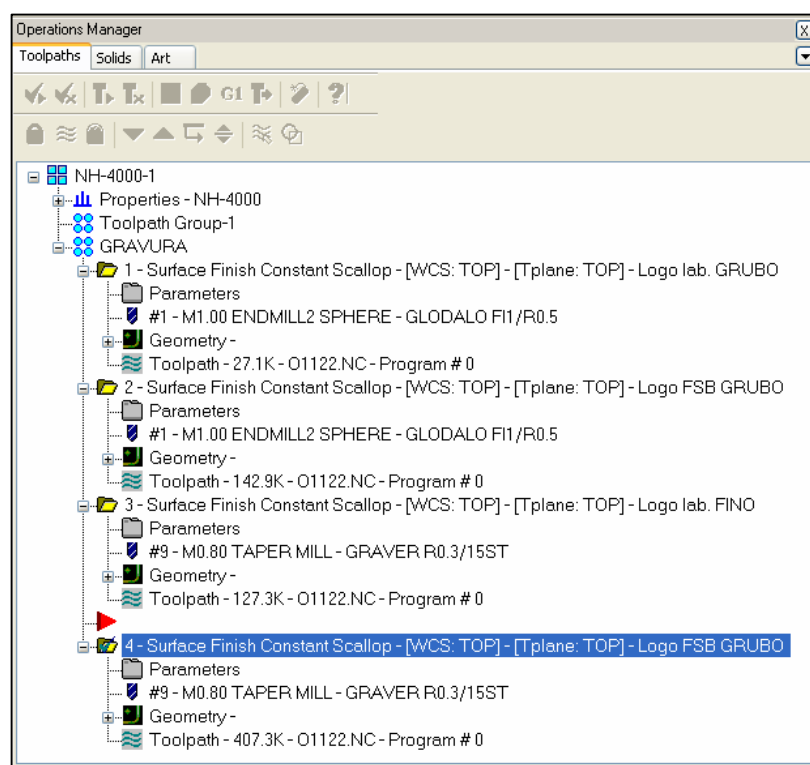 Operations Manager
Toolpaths Solids Art
G1
NH-4000-1
Properties - NH-4000
Toolpath Group-1
GRAVURA
1 - Surface Finish Constant Scallop - [WCS: TOP] - [Tplane: TOP] - Logo lab. GRUBO
Parameters
#1 - M1.00 ENDMILL2 SPHERE - GLODALO FI1/R0.5
Geometry -
Toolpath - 27.1K - O1122.NC - Program # 0
2 - Surface Finish Constant Scallop - [WCS: TOP] - [Tplane: TOP] - Logo FSB GRUBO
Parameters
#1 - M1.00 ENDMILL2 SPHERE - GLODALO FI1/R0.5
Geometry -
Toolpath - 142.9K - O1122.NC - Program # 0
3 - Surface Finish Constant Scallop - [WCS: TOP] - [Tplane: TOP] - Logo lab. FINO
Parameters
#9 - M0.80 TAPER MILL - GRAVER R0.3/15ST
Geometry -
Toolpath - 127.3K - O1122.NC - Program # 0
4 - Surface Finish Constant Scallop - [WCS: TOP] - [Tplane: TOP] - Logo FSB GRUBO
Parameters
#9 - M0.80 TAPER MILL - GRAVER R0.3/15ST
Geometry -
Toolpath - 407.3K - O1122.NC - Program # 0